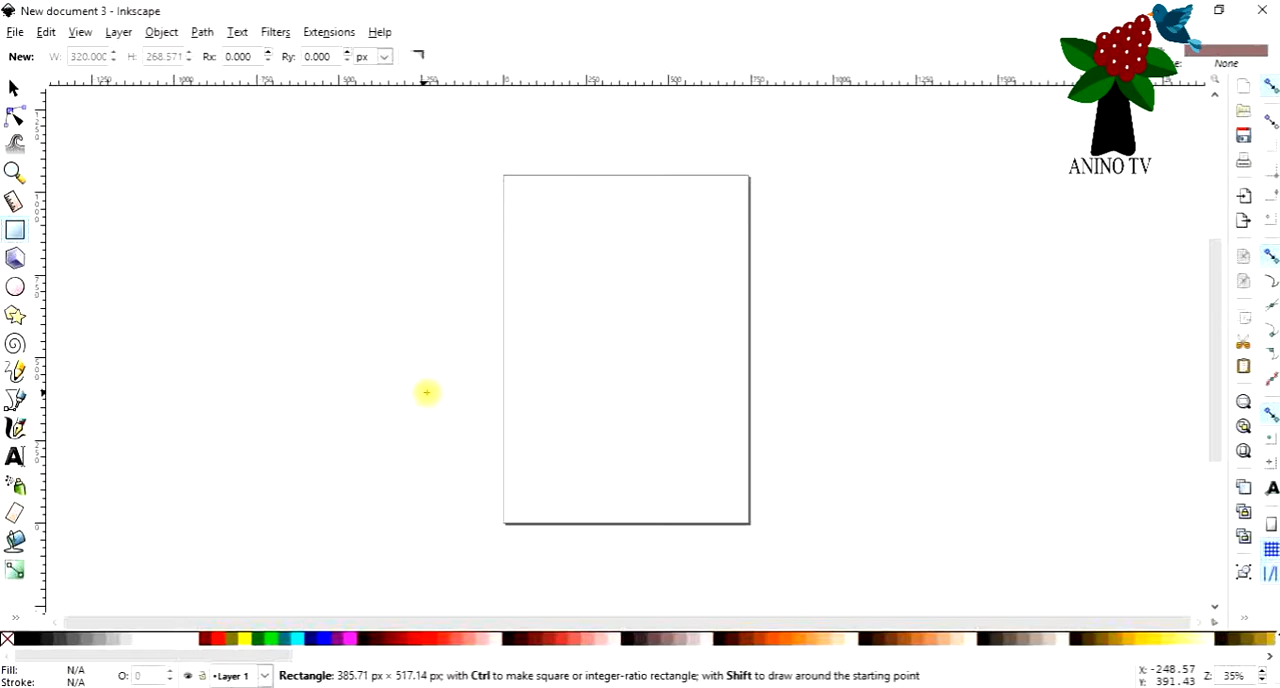 New document 3 - Inkscape
File Edit View Layer Object Path Text Filters Extensions Help
New: W: 320.000 H: 268.571 Rx: 0.000 Ry: 0.000 px
None
ANINO TV
Fill: N/A
Stroke: N/A
O: 0
•Layer 1
Rectangle: 385.71 px × 517.14 px; with Ctrl to make square or integer-ratio rectangle; with Shift to draw around the starting point
X: -248.57
Y: 391.43
Z: 35%